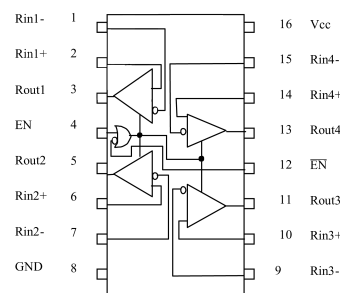 Rin1- 1
Rin1+ 2
Rout1 3
EN 4
Rout2 5
Rin2+ 6
Rin2- 7
GND 8
16 Vcc
15 Rin4-
14 Rin4+
13 Rout4
12 E̅N̅
11 Rout3
10 Rin3+
9 Rin3-